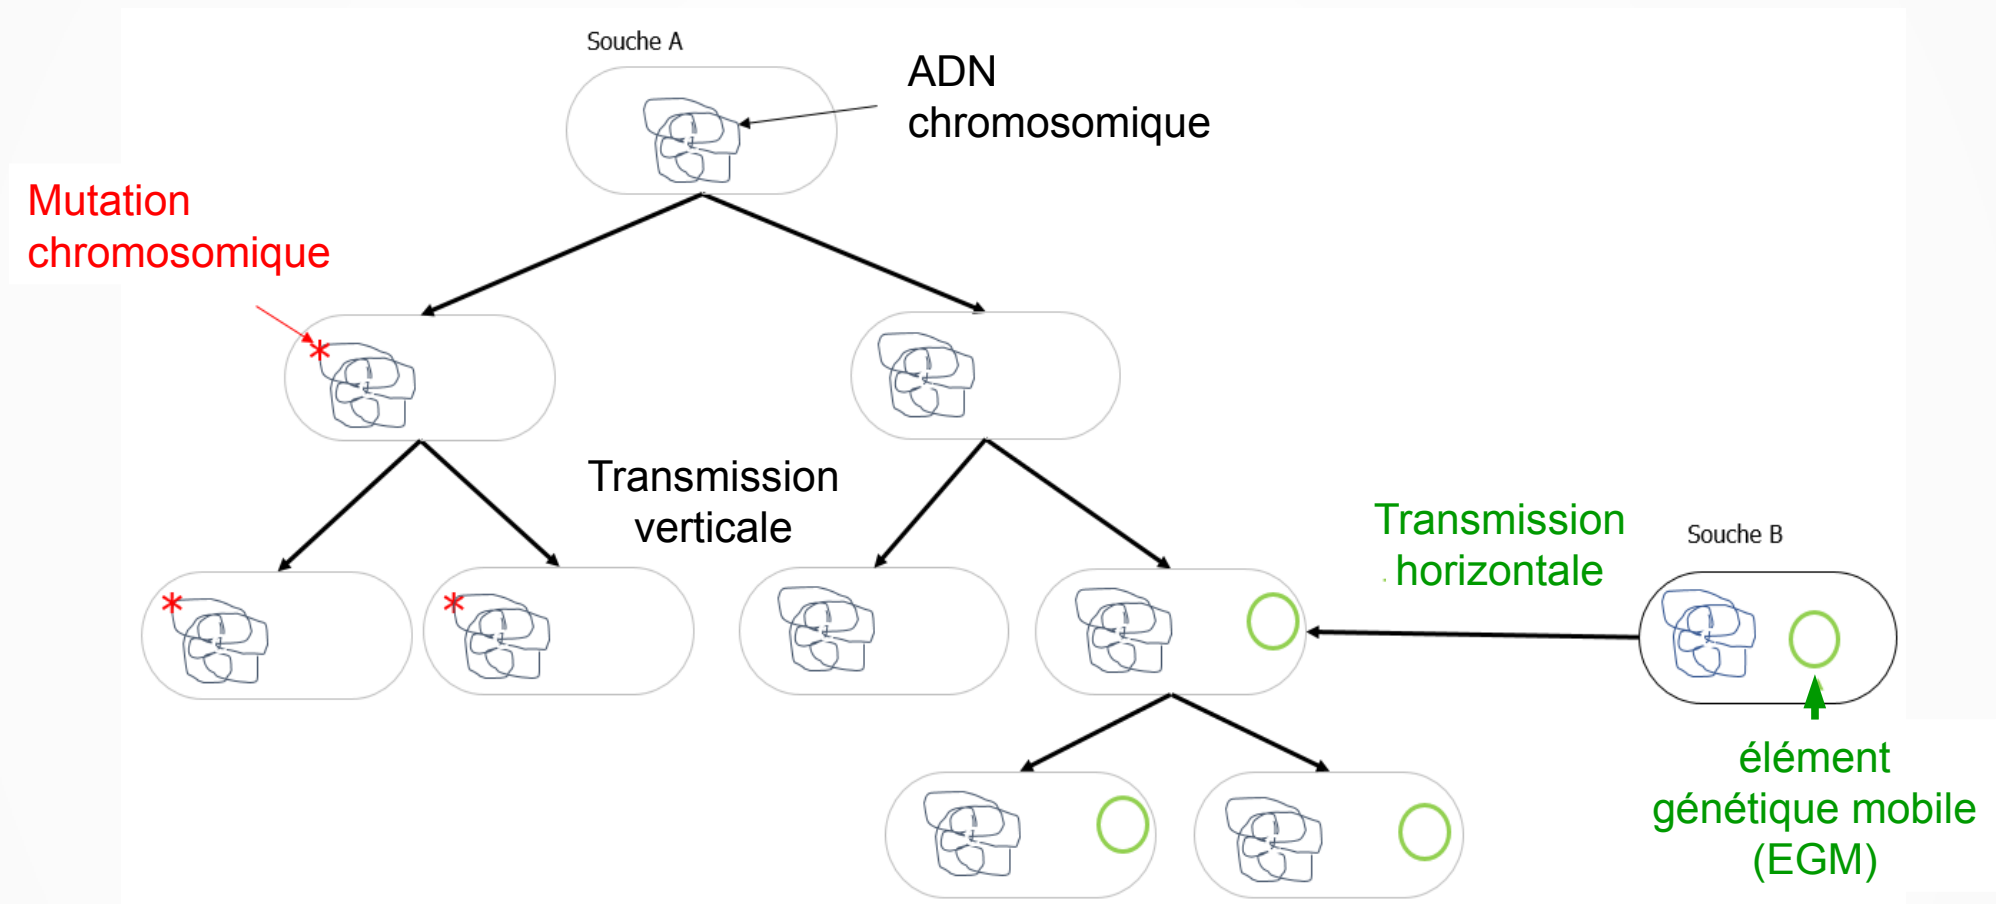 Souche A
ADN
chromosomique
Mutation
chromosomique
Transmission
verticale
Transmission
horizontale
Souche B
élément
génétique mobile
(EGM)